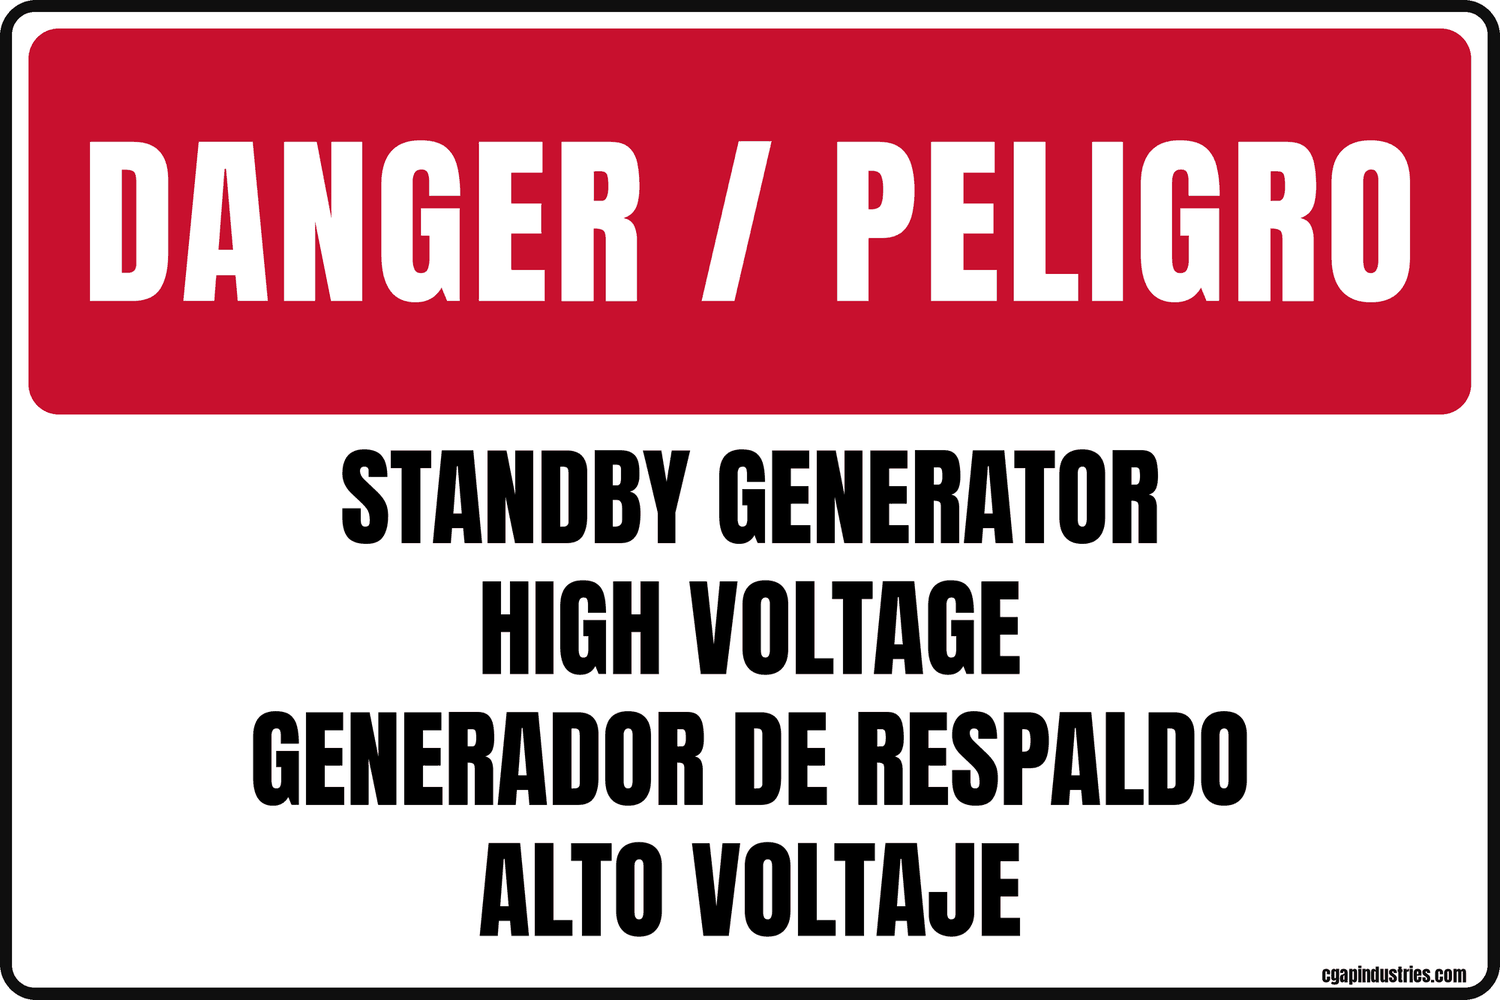 DANGER / PELIGRO
STANDBY GENERATOR
HIGH VOLTAGE
GENERADOR DE RESPALDO
ALTO VOLTAJE
cgapindustries.com